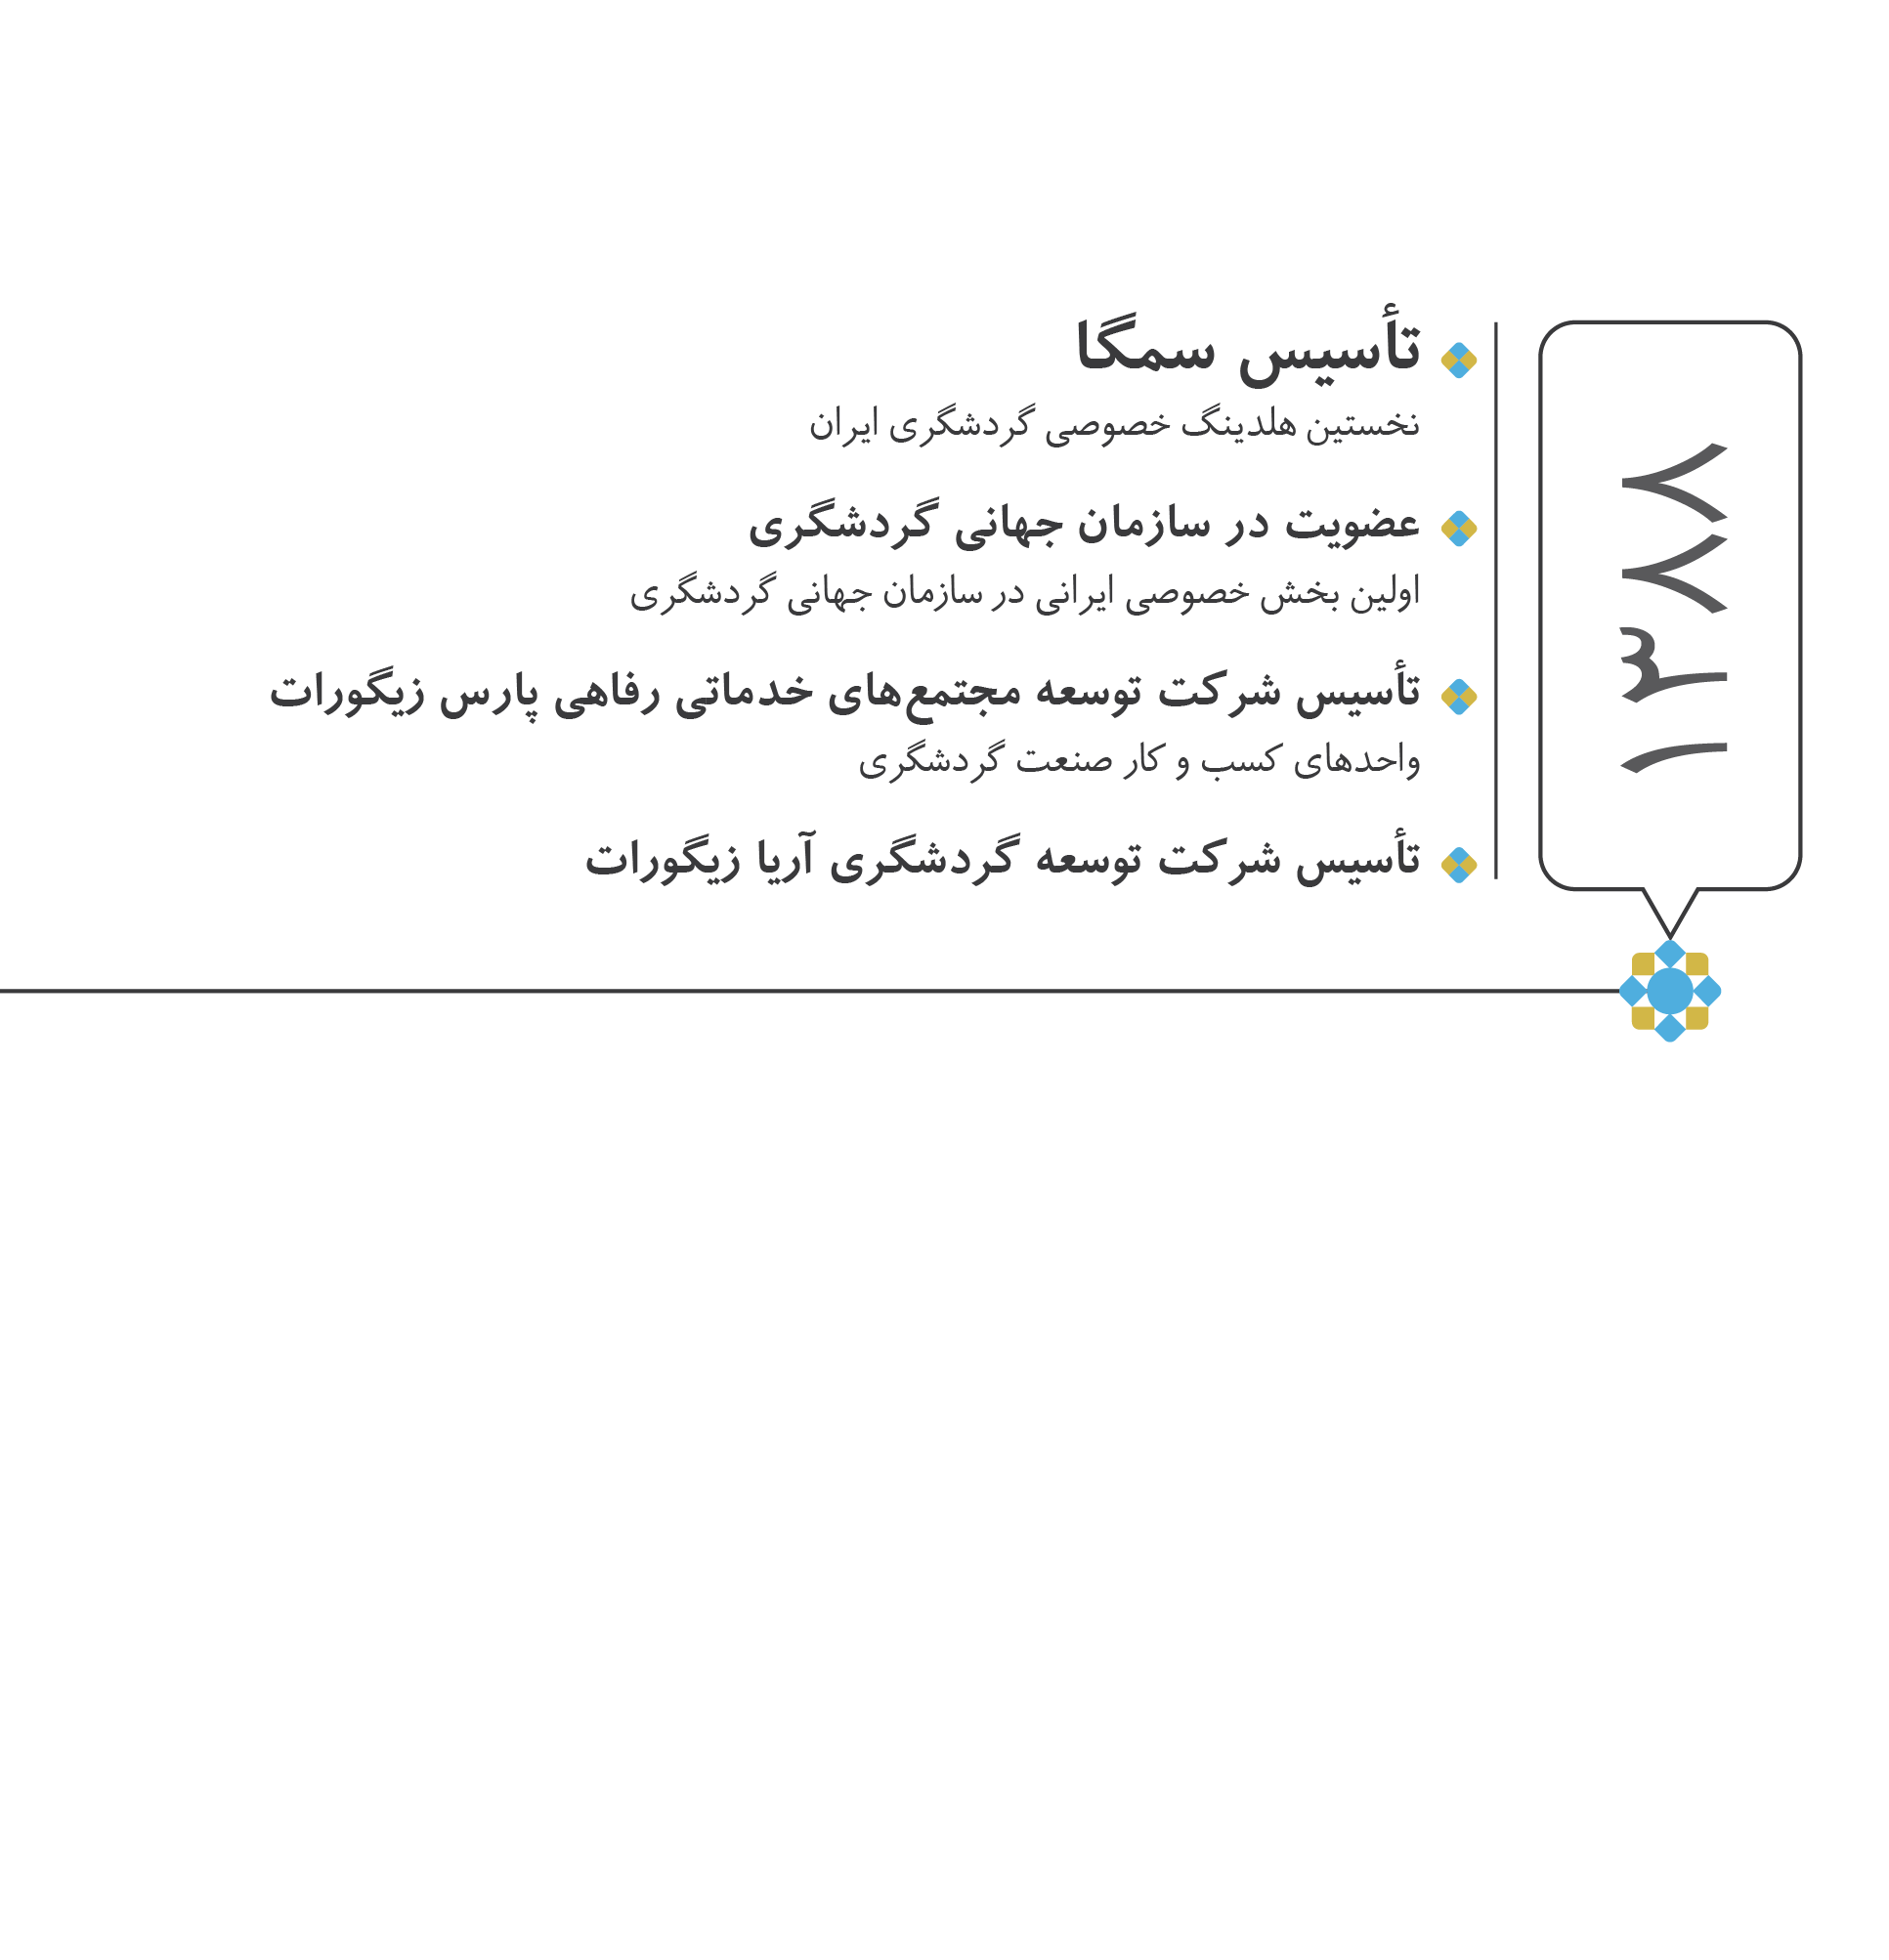 ۱۳۸۸
تأسیس سمگا
نخستین هلدینگ خصوصی گردشگری ایران
عضویت در سازمان جهانی گردشگری
اولین بخش خصوصی ایرانی در سازمان جهانی گردشگری
تأسیس شرکت توسعه مجتمع‌های خدماتی رفاهی پارس زیگورات
واحدهای کسب و کار صنعت گردشگری
تأسیس شرکت توسعه گردشگری آریا زیگورات